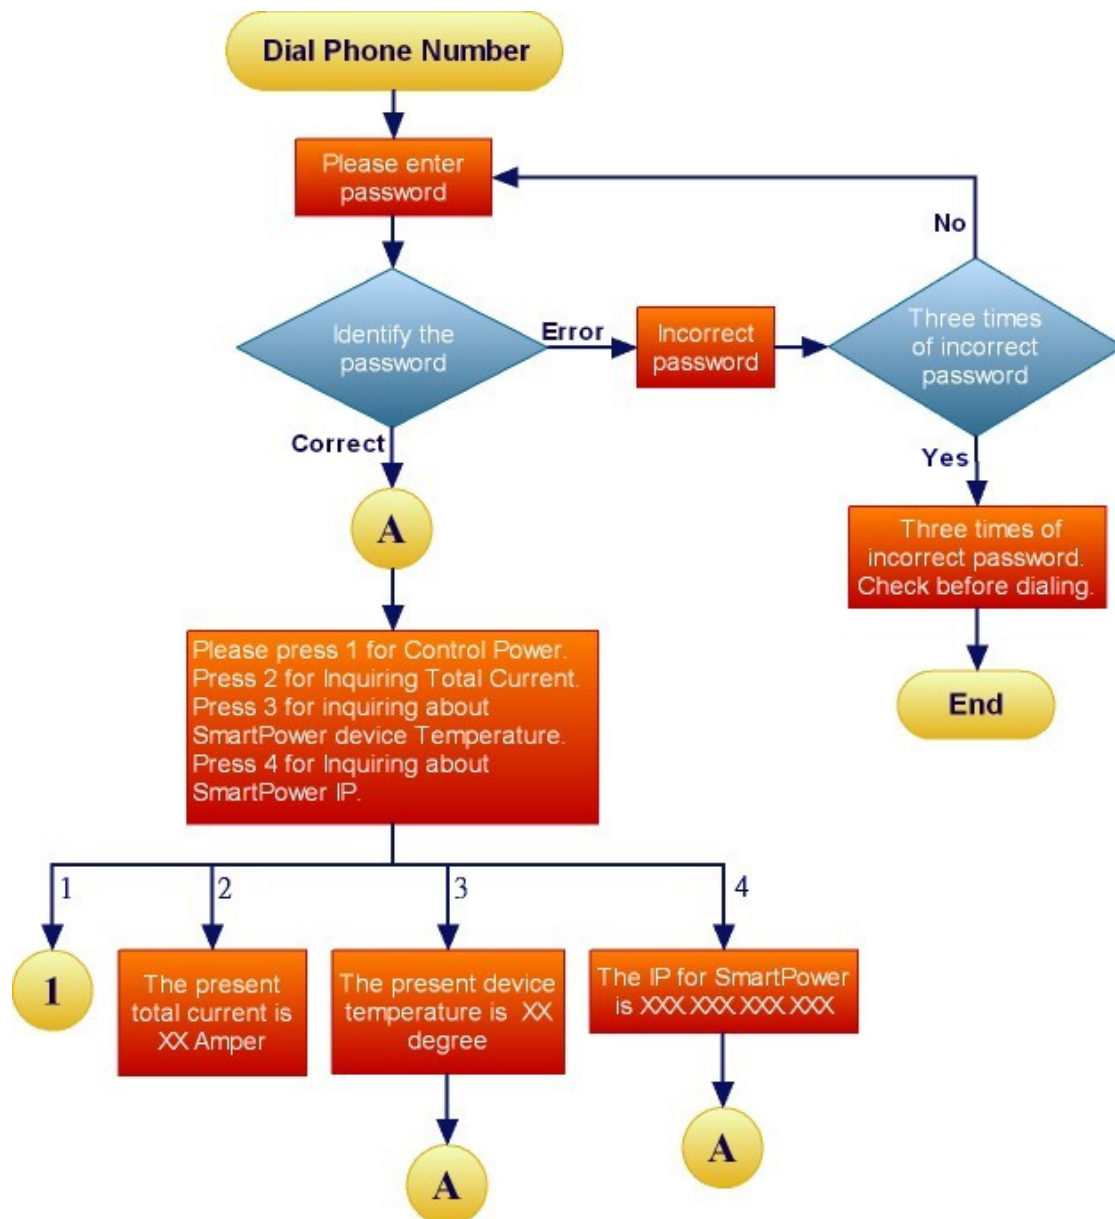 Dial Phone Number
Please enter
password
No
Identify the
password
Error
Incorrect
password
Three times
of incorrect
password
Correct
Yes
A
Three times of
incorrect password.
Check before dialing.
End
Please press 1 for Control Power.
Press 2 for Inquiring Total Current.
Press 3 for inquiring about
SmartPower device Temperature.
Press 4 for Inquiring about
SmartPower IP.
1
2
3
4
1
The present
total current is
XX Amper
The present device
temperature is XX
degree
The IP for SmartPower
is XXX.XXX.XXX.XXX
A
A